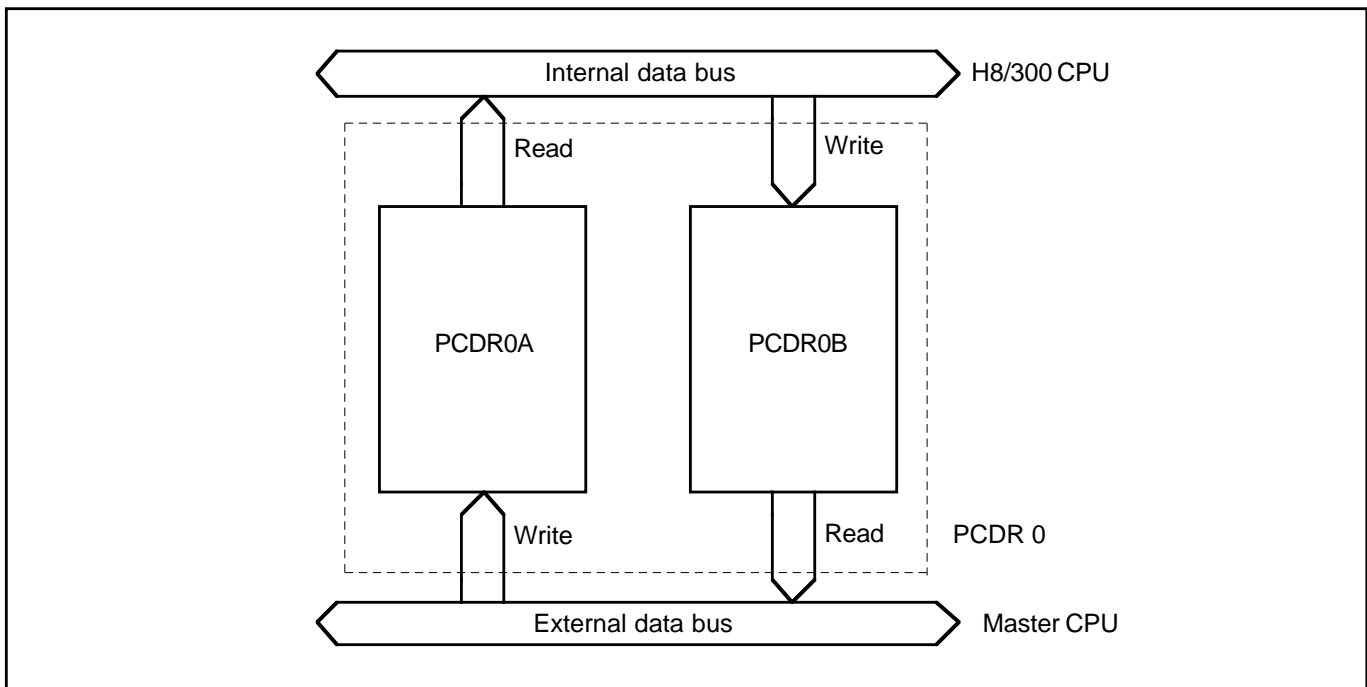 Internal data bus
H8/300 CPU
Read
Write
PCDR0A
PCDR0B
Write
Read
PCDR 0
External data bus
Master CPU